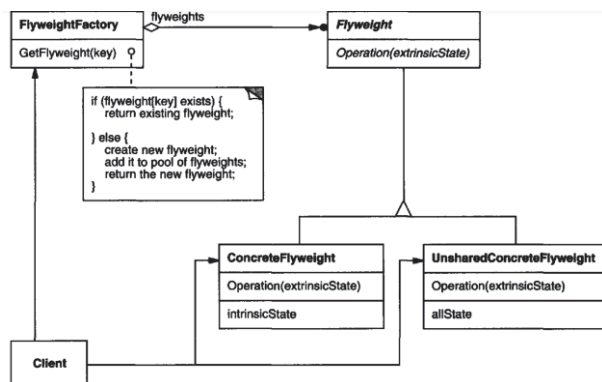 flyweights
FlyweightFactory
GetFlyweight(key)
Flyweight
Operation(extrinsicState)
if (flyweight[key] exists) {
return existing flyweight;
} else {
create new flyweight;
add it to pool of flyweights;
return the new flyweight;
}
ConcreteFlyweight
Operation(extrinsicState)
intrinsicState
UnsharedConcreteFlyweight
Operation(extrinsicState)
allState
Client